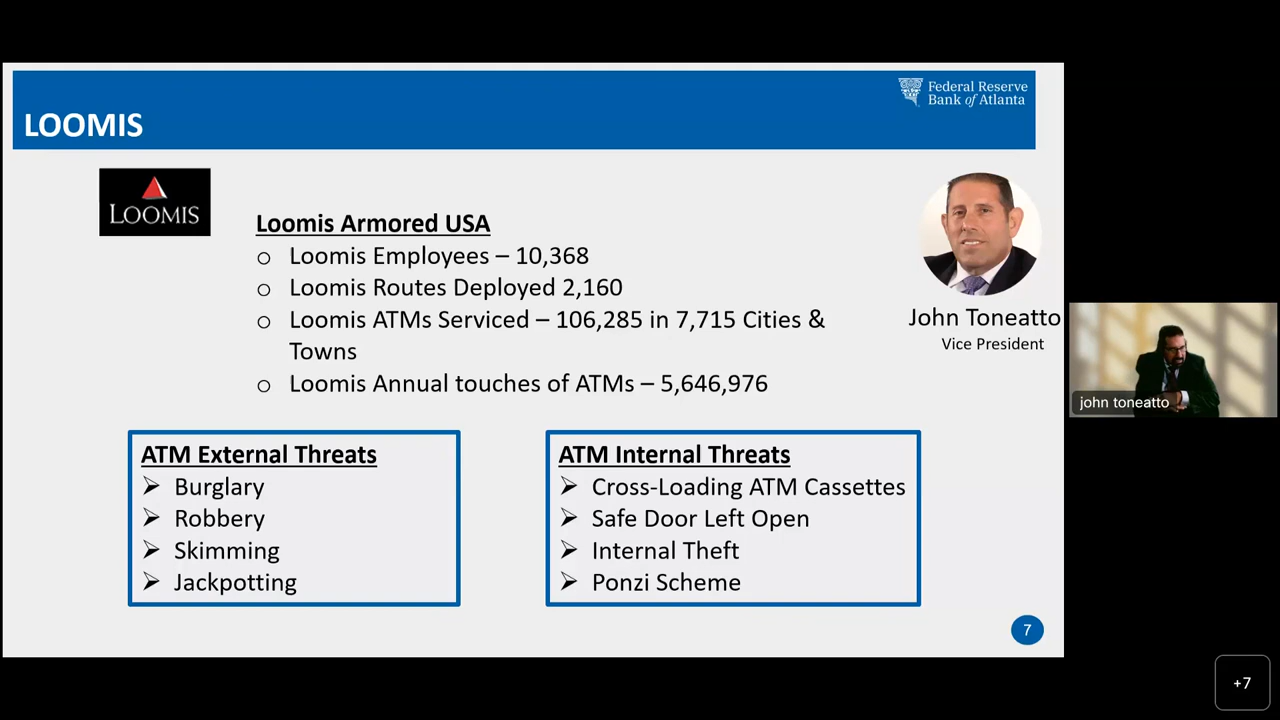 Federal Reserve
Bank of Atlanta
LOOMIS
LOOMIS
Loomis Armored USA
o Loomis Employees – 10,368
o Loomis Routes Deployed 2,160
o Loomis ATMs Serviced – 106,285 in 7,715 Cities &
Towns
o Loomis Annual touches of ATMs – 5,646,976
John Toneatto
Vice President
john toneatto
ATM External Threats
➢ Burglary
➢ Robbery
➢ Skimming
➢ Jackpotting
ATM Internal Threats
➢ Cross-Loading ATM Cassettes
➢ Safe Door Left Open
➢ Internal Theft
➢ Ponzi Scheme
7
+7